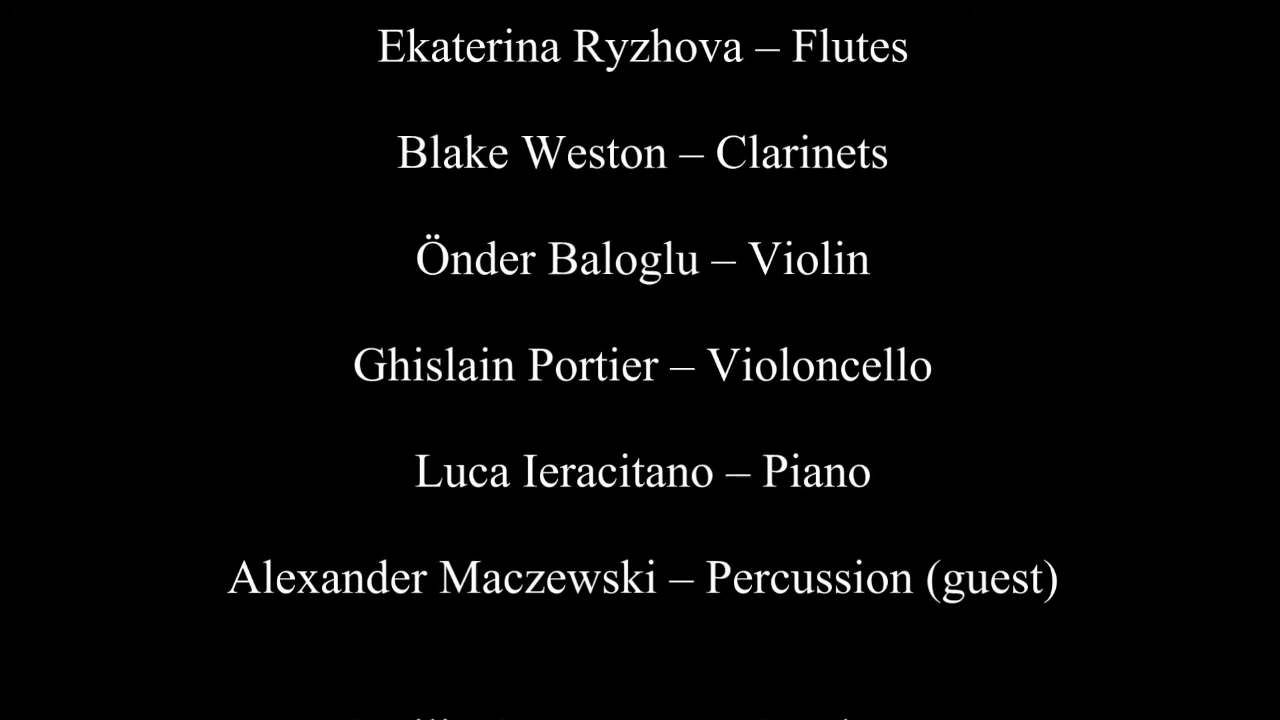 Ekaterina Ryzhova – Flutes
Blake Weston – Clarinets
Önder Baloglu – Violin
Ghislain Portier – Violoncello
Luca Ieracitano – Piano
Alexander Maczewski – Percussion (guest)